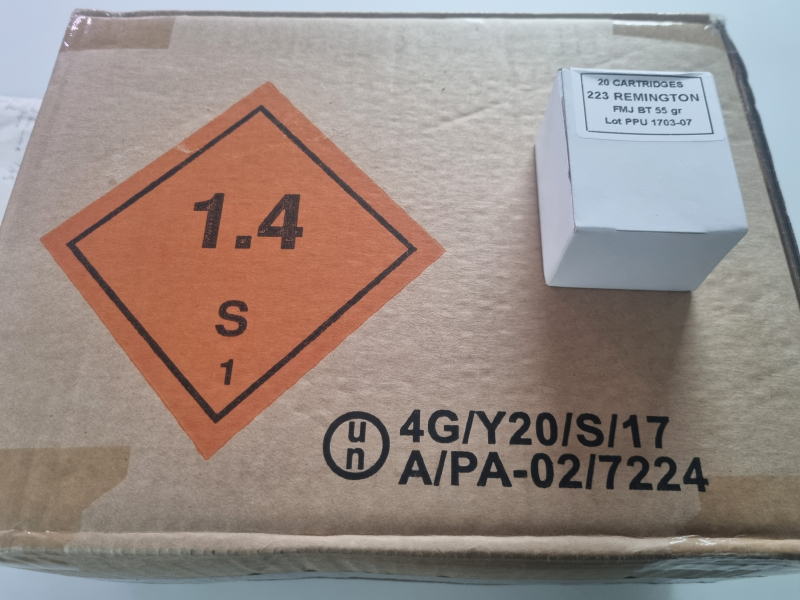 1.4
S
1
20 CARTRIDGES
223 REMINGTON
FMJ BT 55 gr
Lot PPU 1703-07
un
4G/Y20/S/17
A/PA-02/7224